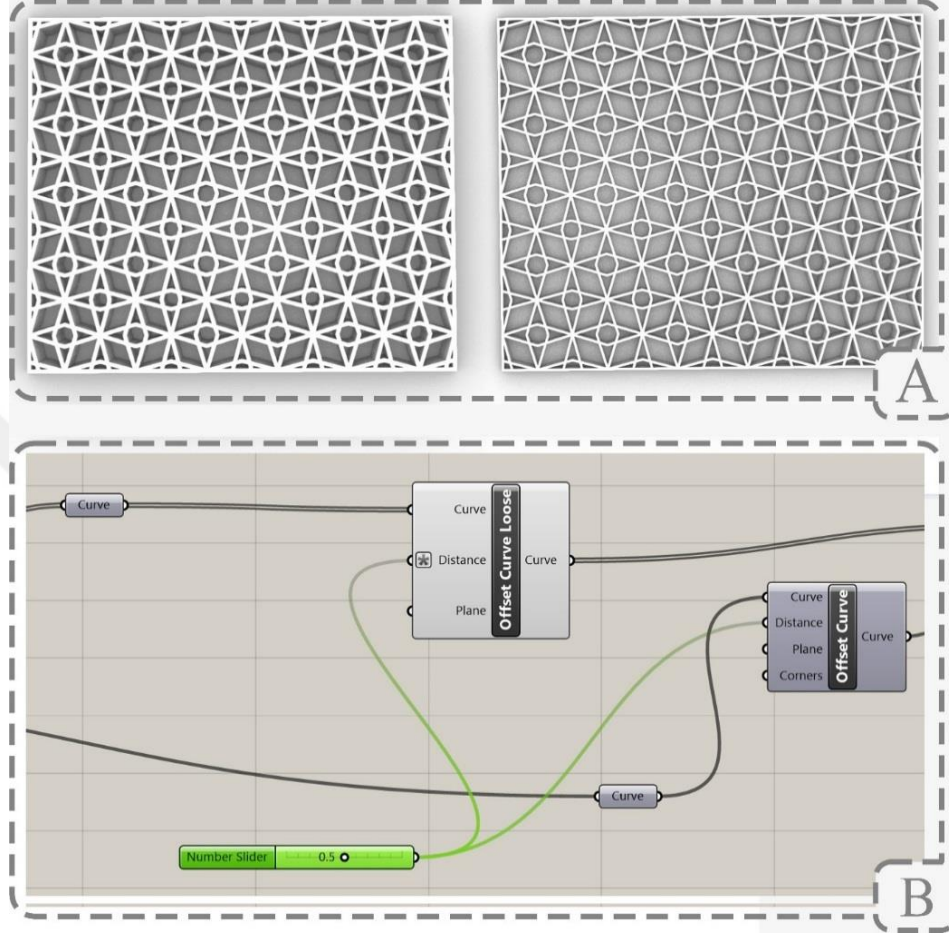 A
Curve
Curve
Distance
Plane
Offset Curve Loose
Curve
Curve
Distance
Plane
Corners
Offset Curve
Curve
Curve
Number Slider
0.5
B